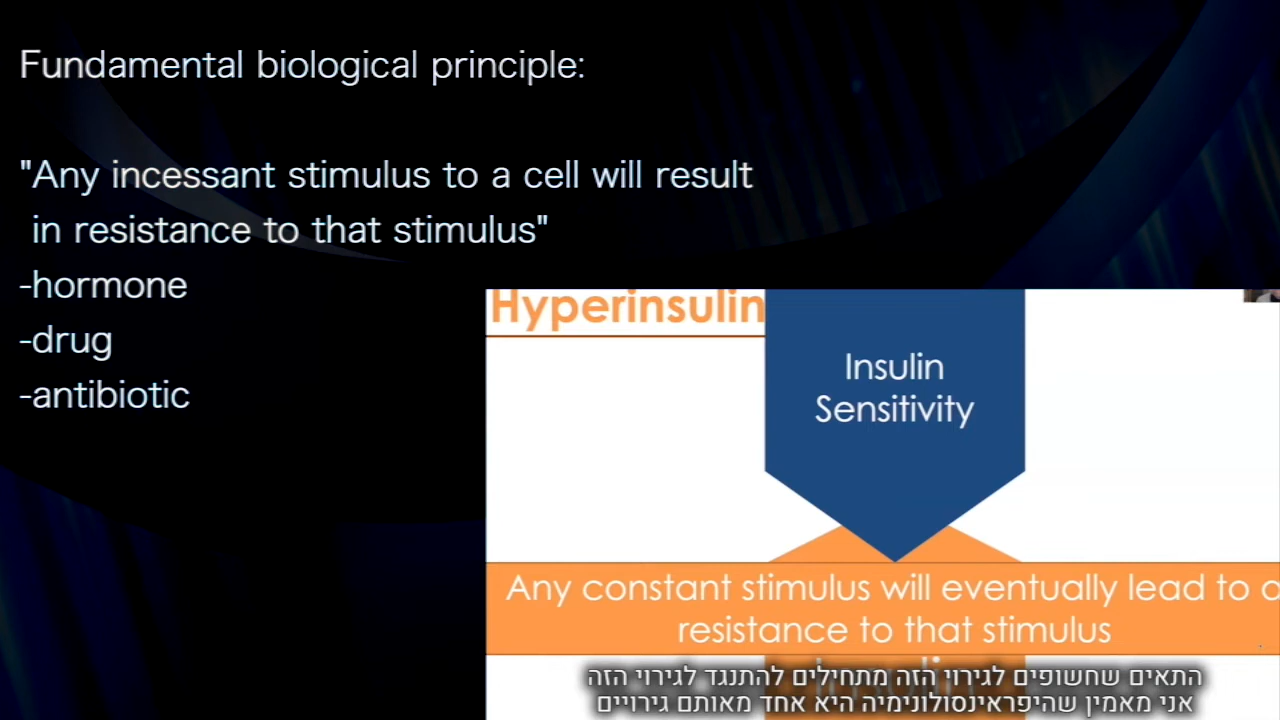 Fundamental biological principle:
"Any incessant stimulus to a cell will result
in resistance to that stimulus"
-hormone
-drug
-antibiotic
Hyperinsulin
Insulin
Sensitivity
Any constant stimulus will eventually lead to a
resistance to that stimulus
התאים שחשופים לגירוי הזה מתחילים להתנגד לגירוי הזה
אני מאמין שהיפראינסולונימיה היא אחד מאותם גירויים